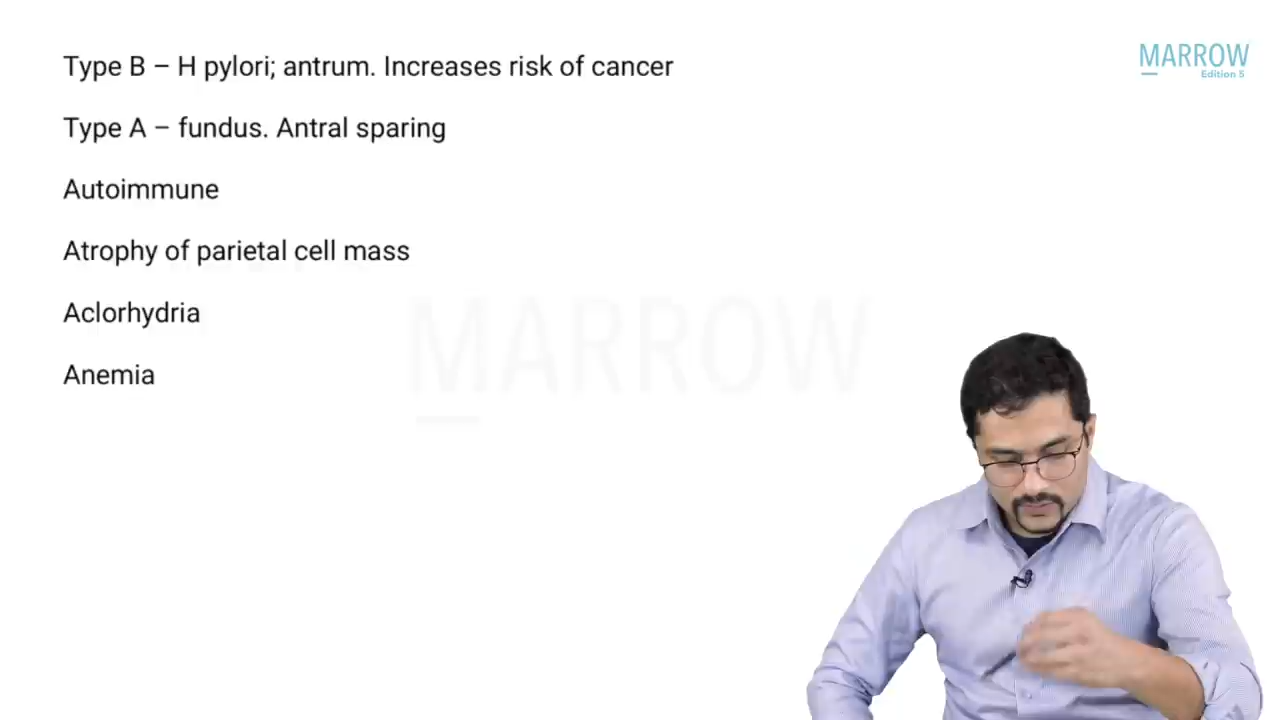 Type B – H pylori; antrum. Increases risk of cancer
MARROW
Edition 5
Type A – fundus. Antral sparing
Autoimmune
Atrophy of parietal cell mass
Aclorhydria
MARROW
Anemia